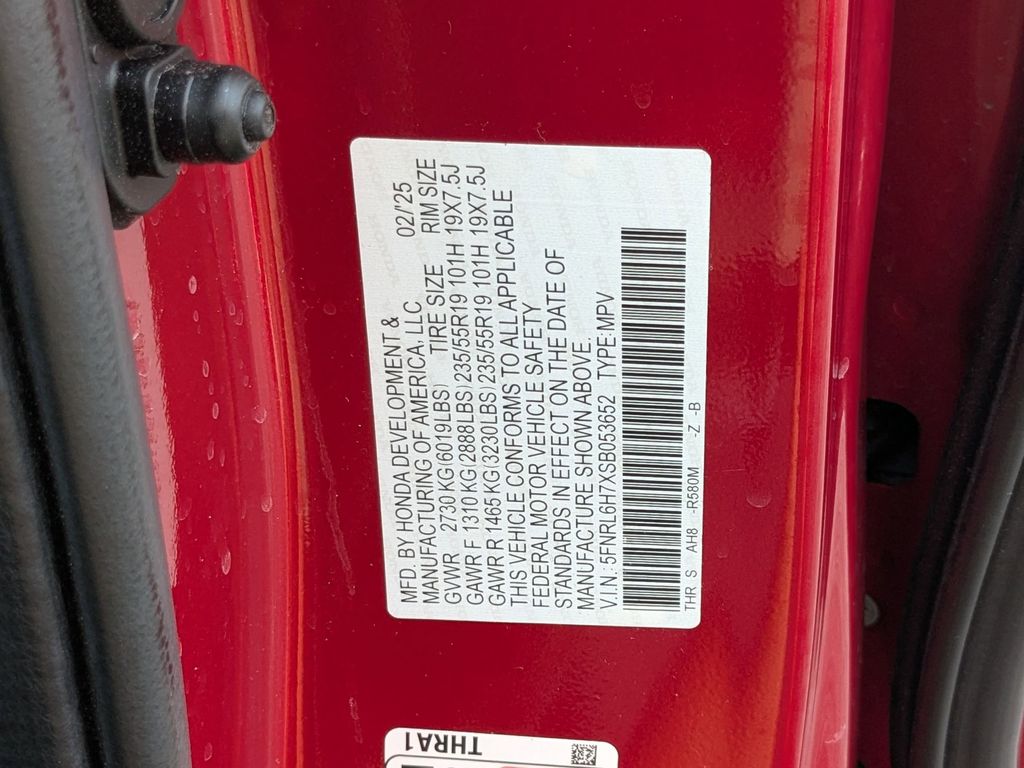 MFD. BY HONDA DEVELOPMENT & 02/'25
MANUFACTURING OF AMERICA, LLC
GVWR 2730 KG(6019LBS) TIRE SIZE RIM SIZE
GAWR F 1310 KG(2888LBS) 235/55R19 101H 19X7.5J
GAWR R 1465 KG(3230LBS) 235/55R19 101H 19X7.5J
THIS VEHICLE CONFORMS TO ALL APPLICABLE
FEDERAL MOTOR VEHICLE SAFETY
STANDARDS IN EFFECT ON THE DATE OF
MANUFACTURE SHOWN ABOVE.
V.I.N.: 5FNRL6H7XSB053652 TYPE:MPV
THR S AH8 -R580M -Z -B
THRA1